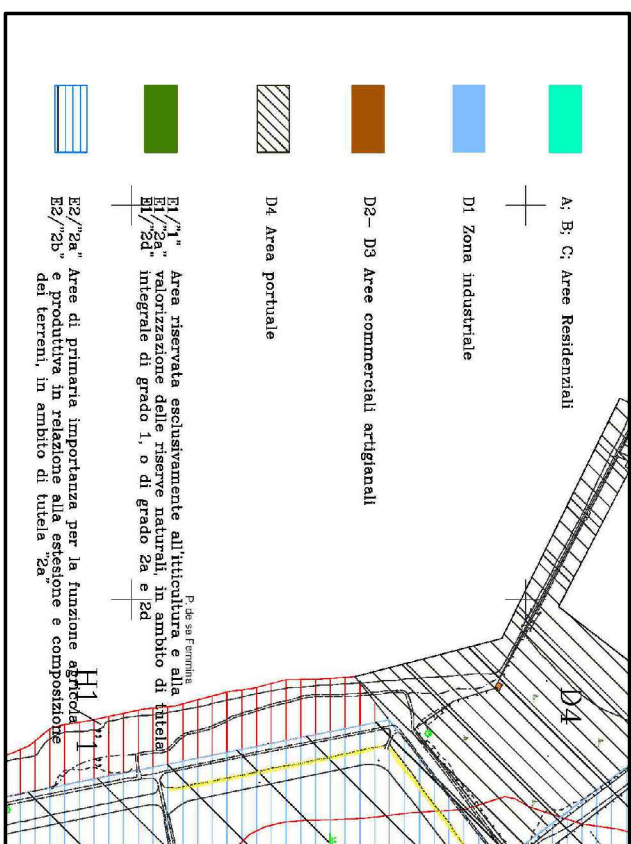 A; B; C; Aree Residenziali
D1 Zona industriale
D2- D3 Aree commerciali artigianali
D4 Area portuale
E1/"1" Area riservata esclusivamente all'itticultura e alla
E1/"2a" valorizzazione delle riserve naturali, in ambito di tutela
E1/"2d" integrale di grado 1, o di grado 2a e 2d
E2/"2a" Aree di primaria importanza per la funzione agricola
E2/"2b" e produttiva in relazione alla estesione e composizione
dei terreni, in ambito di tutela "2a"
P. de sa Femmina
D4